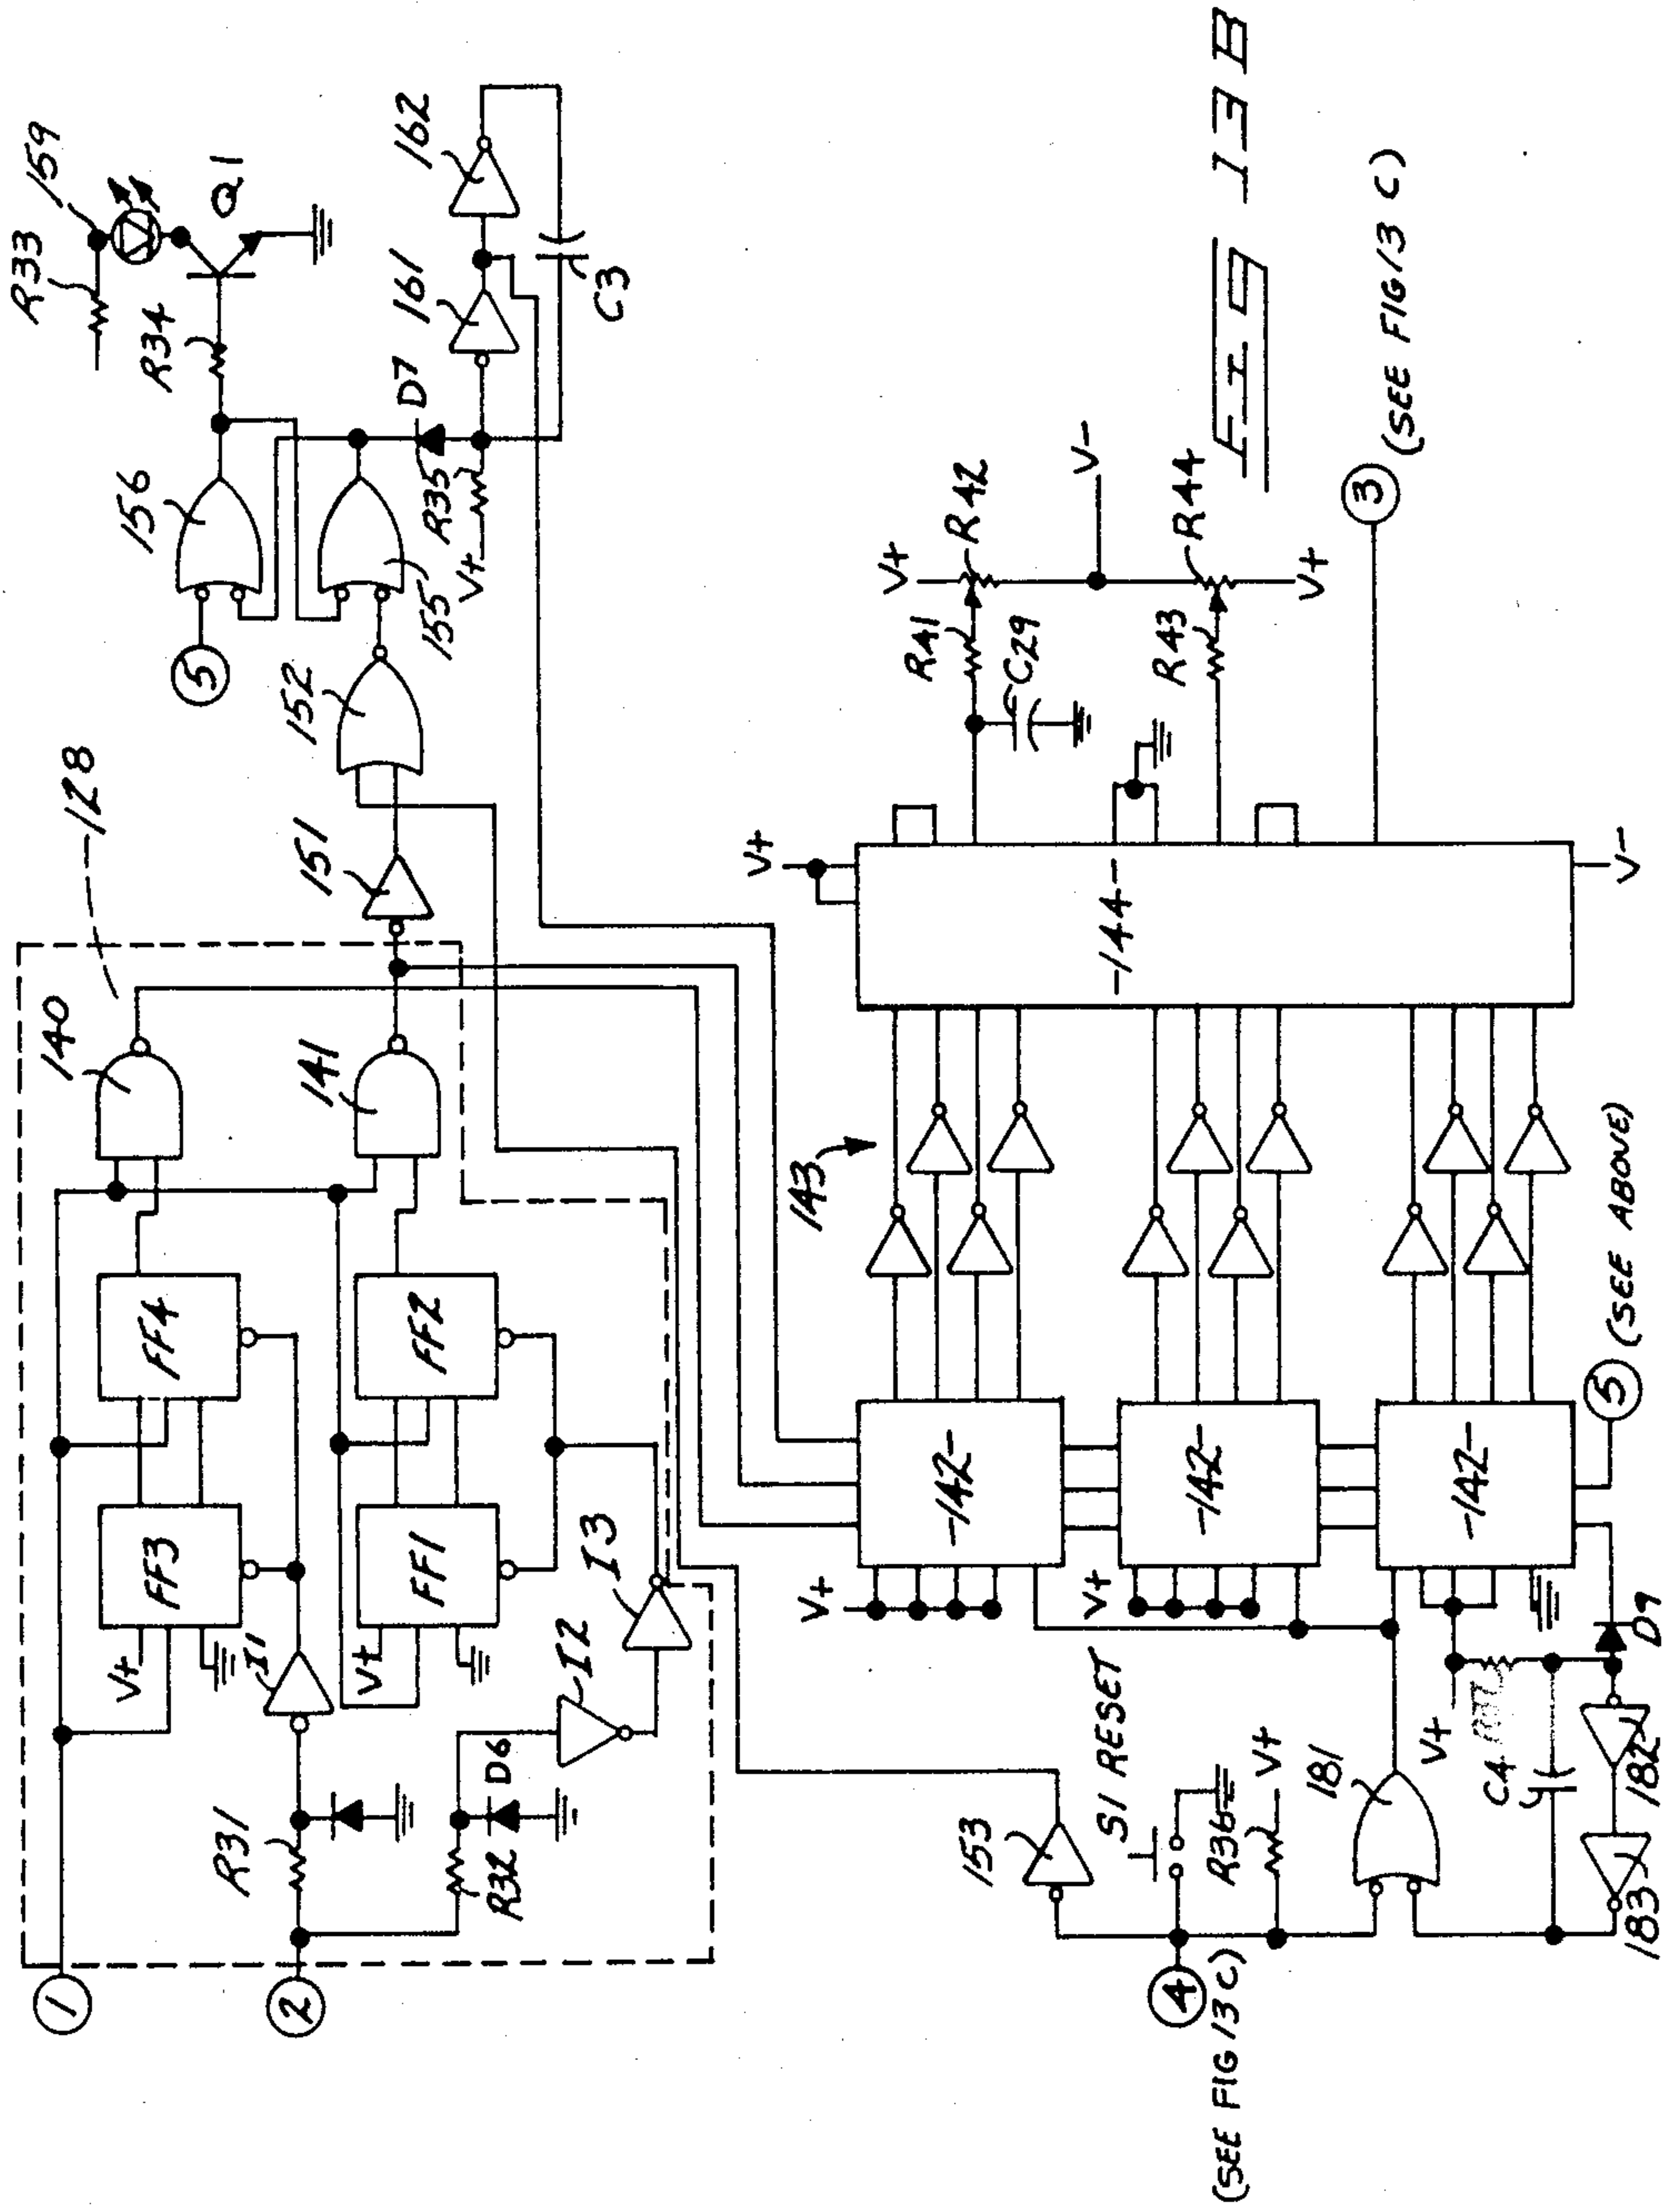 R33
159
Q1
R34
156
5
128
140
FF4
FF3
V+
I1
R31
1
2
162
161
C3
D7
R35
V+
155
152
151
141
FF2
FF1
V+
I2
I3
D6
R32
FIG 13 B
V+
R42
R41
C29
V-
R43
R44
V+
3 (SEE FIG 13 C)
V+
-144-
V-
143
-142-
-142-
-142-
V+
V+
5 (SEE ABOVE)
S1 RESET
153
R36
V+
181
V+
C4
D9
182
183
4
(SEE FIG 13 C)